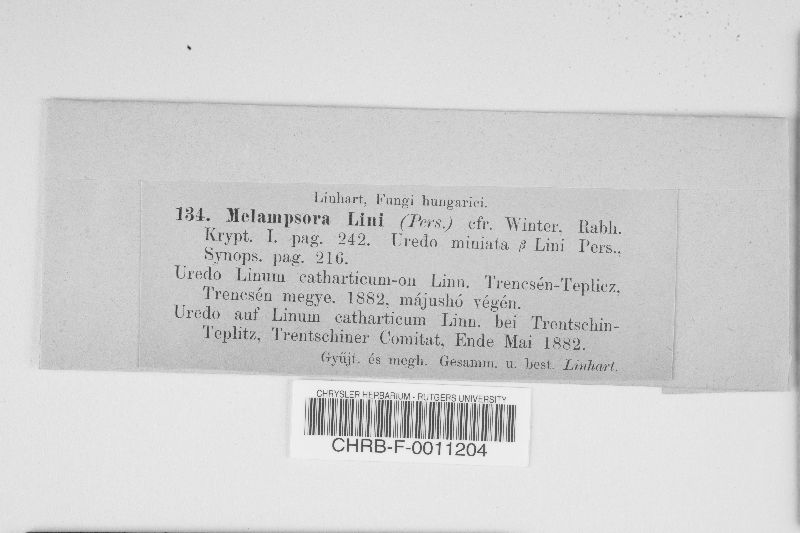 Linhart, Fungi hungarici.
134. Melampsora Lini (Pers.) cfr. Winter, Rabh.
Krypt. I. pag. 242. Uredo miniata β Lini Pers.,
Synops. pag. 216.
Uredo Linum catharticum-on Linn. Trencsén-Teplicz,
Trencsén megye, 1882, májushó végén.
Uredo auf Linum catharticum Linn. bei Trentschin-
Teplitz, Trentschiner Comitat, Ende Mai 1882.
Gyűjt. és megh. Gesamm. u. best. Linhart.
CHRYSLER HERBARIUM - RUTGERS UNIVERSITY
CHRB-F-0011204